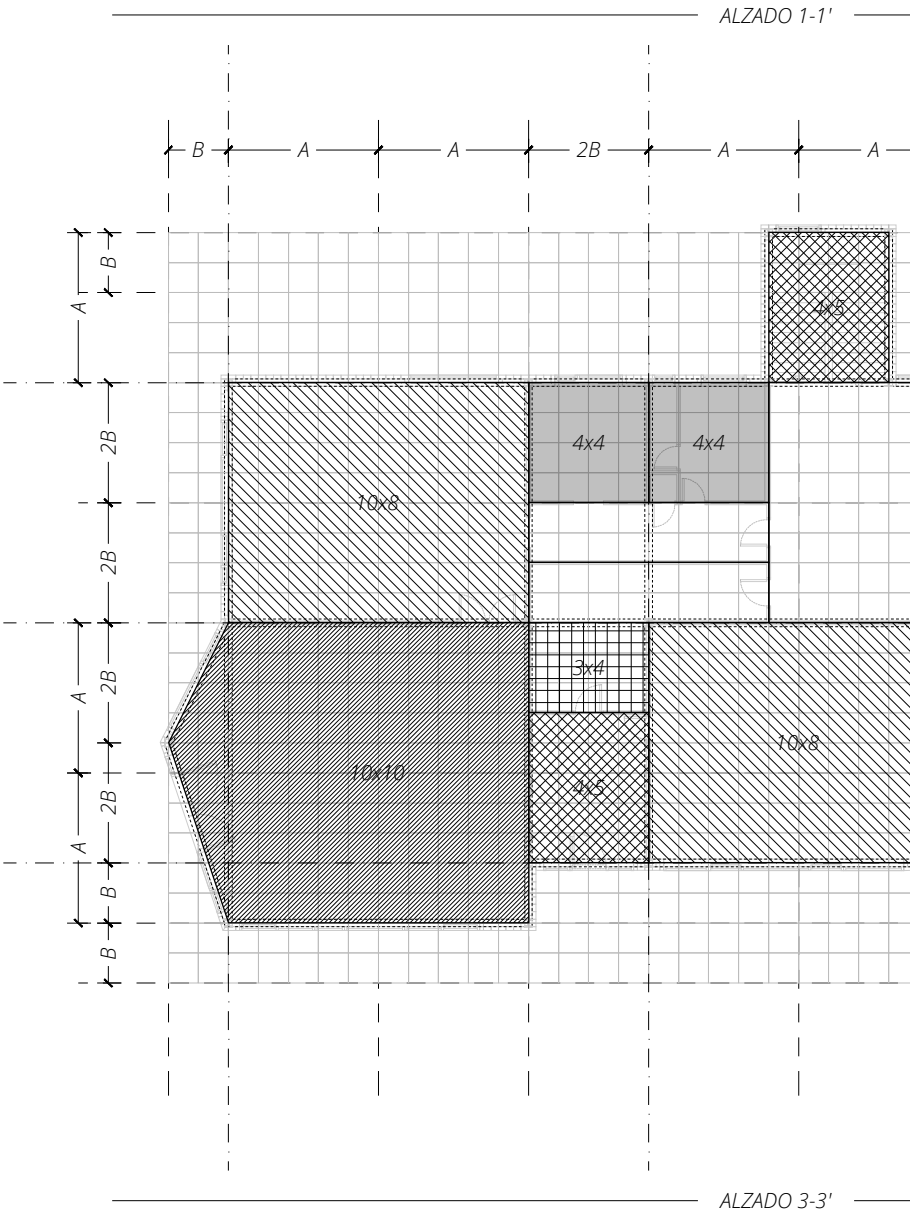 ALZADO 1-1'
B A A 2B A A
B
A
2B
4x5
4x4 4x4
10x8
2B
3x4
2B
A
10x8
10x10
4x5
2B
A
B
B
ALZADO 3-3'